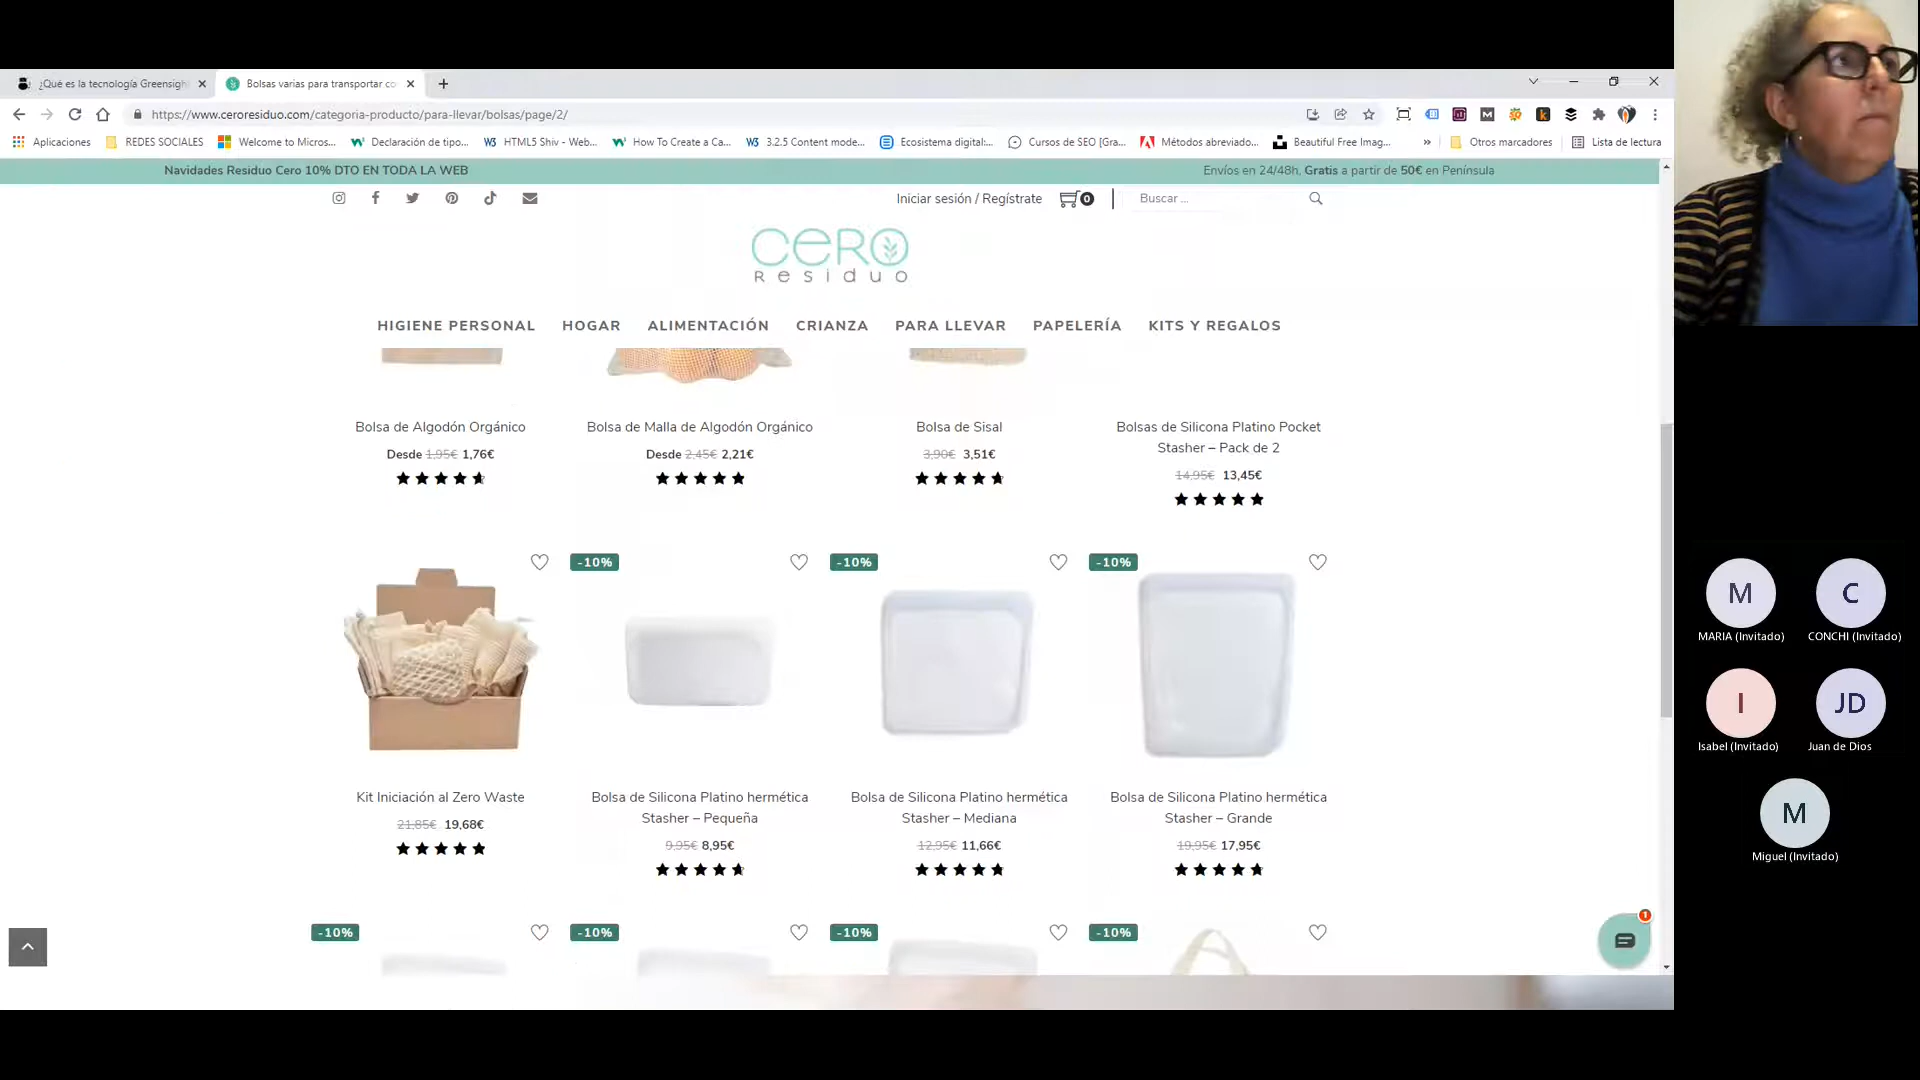 ¿Qué es la tecnología Greensigh
Bolsas varias para transportar co
https://www.ceroresiduo.com/categoria-producto/para-llevar/bolsas/page/2/
Aplicaciones
REDES SOCIALES
Welcome to Micros...
Declaración de tipo...
HTML5 Shiv - Web...
How To Create a Ca...
3.2.5 Content mode...
Ecosistema digital:...
Cursos de SEO [Gra...
Métodos abreviado...
Beautiful Free Imag...
»
Otros marcadores
Lista de lectura
Navidades Residuo Cero 10% DTO EN TODA LA WEB
Envíos en 24/48h, Gratis a partir de 50€ en Península
Iniciar sesión / Regístrate
0
Buscar ...
CERO
Residuo
HIGIENE PERSONAL
HOGAR
ALIMENTACIÓN
CRIANZA
PARA LLEVAR
PAPELERÍA
KITS Y REGALOS
Bolsa de Algodón Orgánico
Desde 1,95€ 1,76€
Bolsa de Malla de Algodón Orgánico
Desde 2,45€ 2,21€
Bolsa de Sisal
3,90€ 3,51€
Bolsas de Silicona Platino Pocket
Stasher – Pack de 2
14,95€ 13,45€
Kit Iniciación al Zero Waste
21,85€ 19,68€
-10%
Bolsa de Silicona Platino hermética
Stasher – Pequeña
9,95€ 8,95€
-10%
Bolsa de Silicona Platino hermética
Stasher – Mediana
12,95€ 11,66€
-10%
Bolsa de Silicona Platino hermética
Stasher – Grande
19,95€ 17,95€
-10%
-10%
-10%
-10%
1
M
MARIA (Invitado)
C
CONCHI (Invitado)
I
Isabel (Invitado)
JD
Juan de Dios
M
Miguel (Invitado)